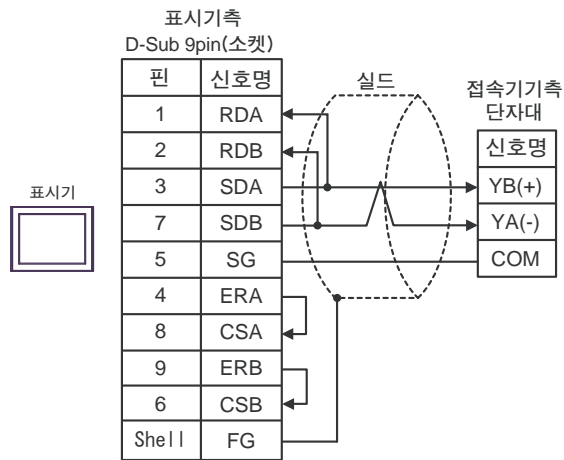 표시기측
D-Sub 9pin(소켓)
핀 신호명
1 RDA
2 RDB
3 SDA
7 SDB
5 SG
4 ERA
8 CSA
9 ERB
6 CSB
Shell FG
표시기
실드
접속기기측
단자대
신호명
YB(+)
YA(-)
COM